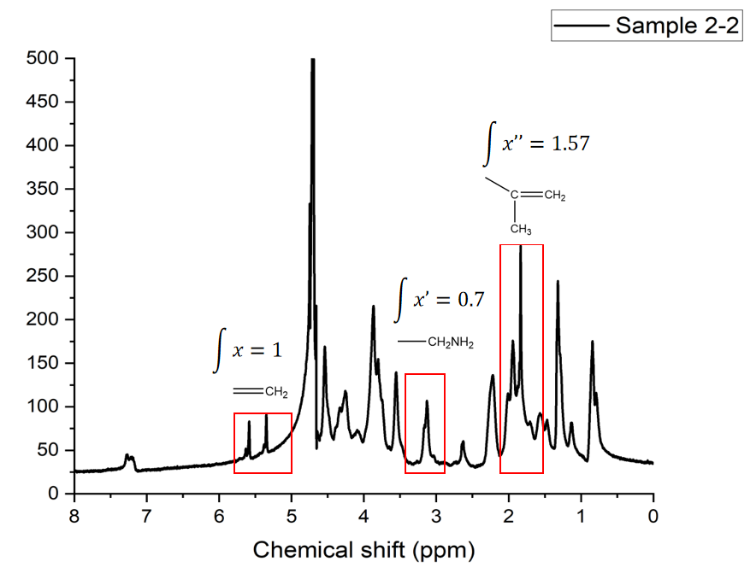 Sample 2-2
500
450
400
350
300
250
200
150
100
50
0
∫ x" = 1.57
C=CH₂
CH₃
∫ x' = 0.7
—CH₂NH₂
∫ x = 1
=CH₂
8 7 6 5 4 3 2 1 0
Chemical shift (ppm)